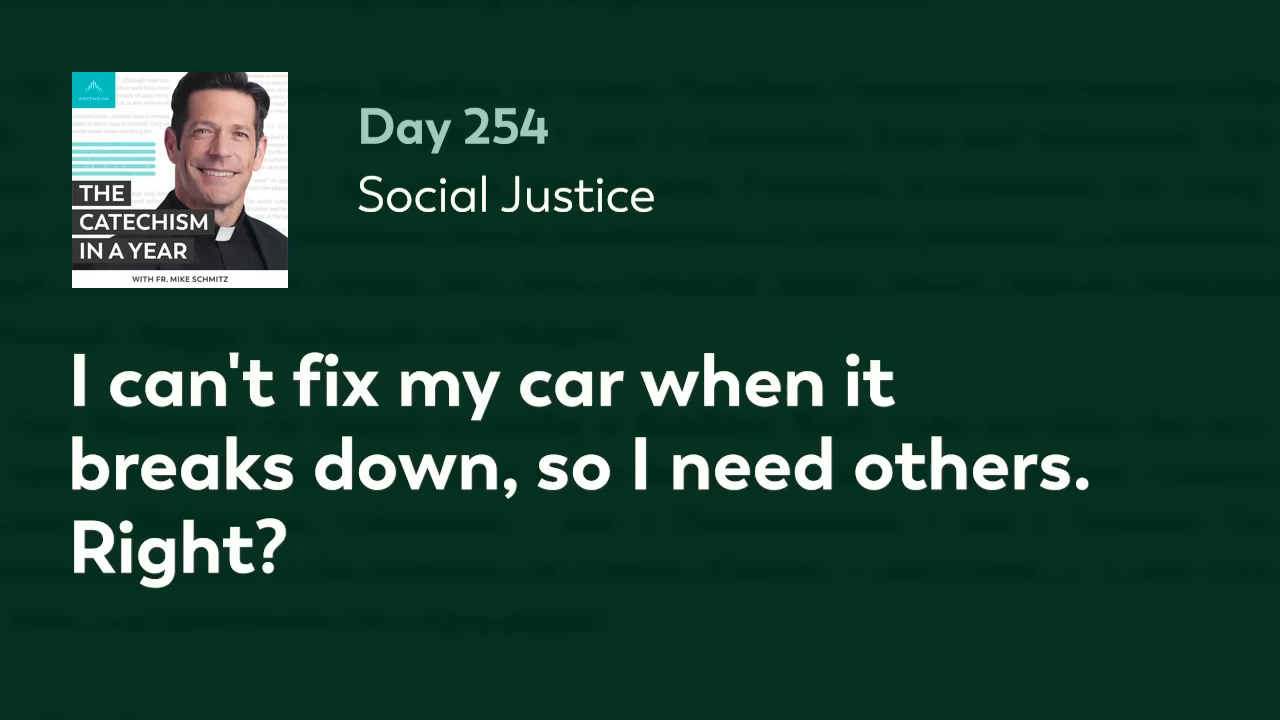 ASCENSION
THE
CATECHISM
IN A YEAR
WITH FR. MIKE SCHMITZ
Day 254
Social Justice
I can't fix my car when it
breaks down, so I need others.
Right?